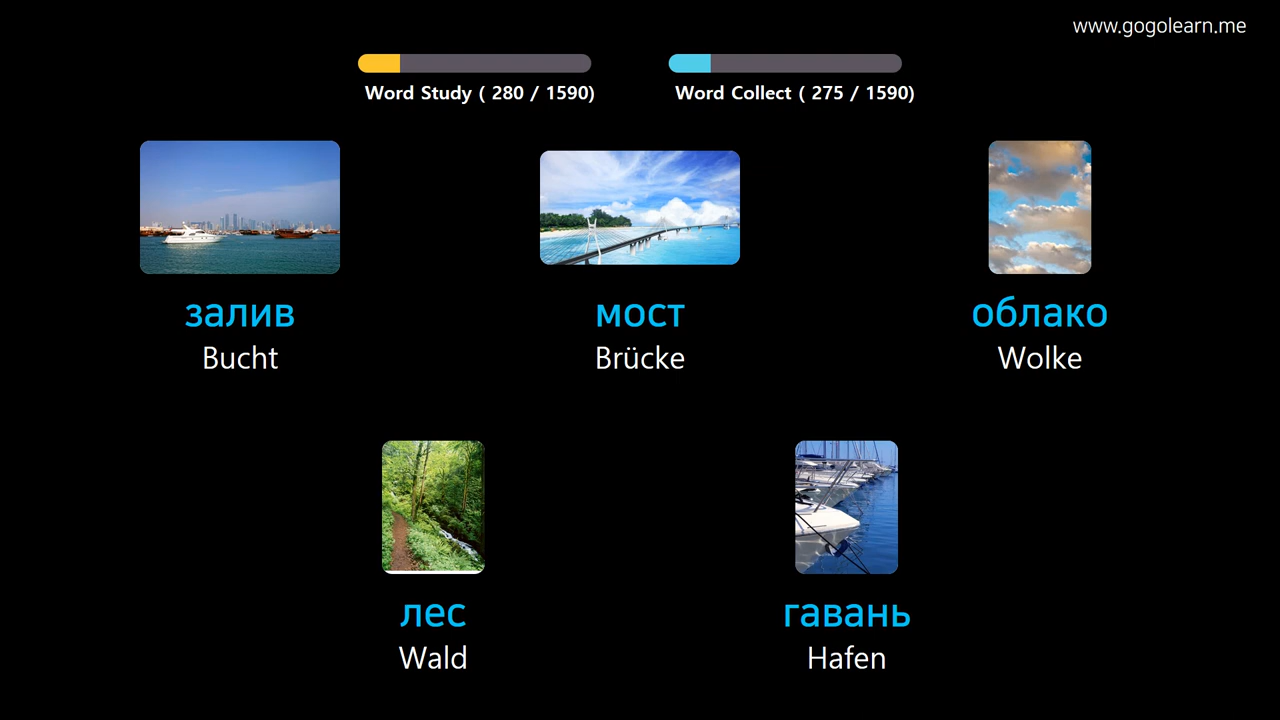 www.gogolearn.me
Word Study ( 280 / 1590)
Word Collect ( 275 / 1590)
залив
Bucht
мост
Brücke
облако
Wolke
лес
Wald
гавань
Hafen